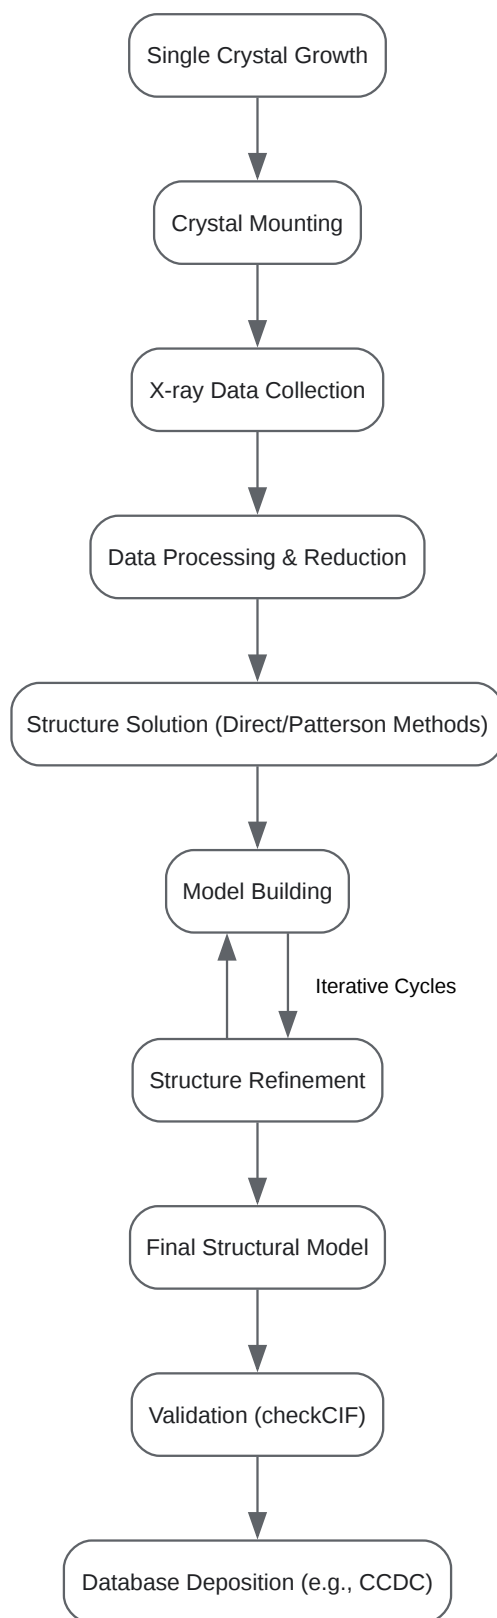 Single Crystal Growth
Crystal Mounting
X-ray Data Collection
Data Processing & Reduction
Structure Solution (Direct/Patterson Methods)
Model Building
Iterative Cycles
Structure Refinement
Final Structural Model
Validation (checkCIF)
Database Deposition (e.g., CCDC)